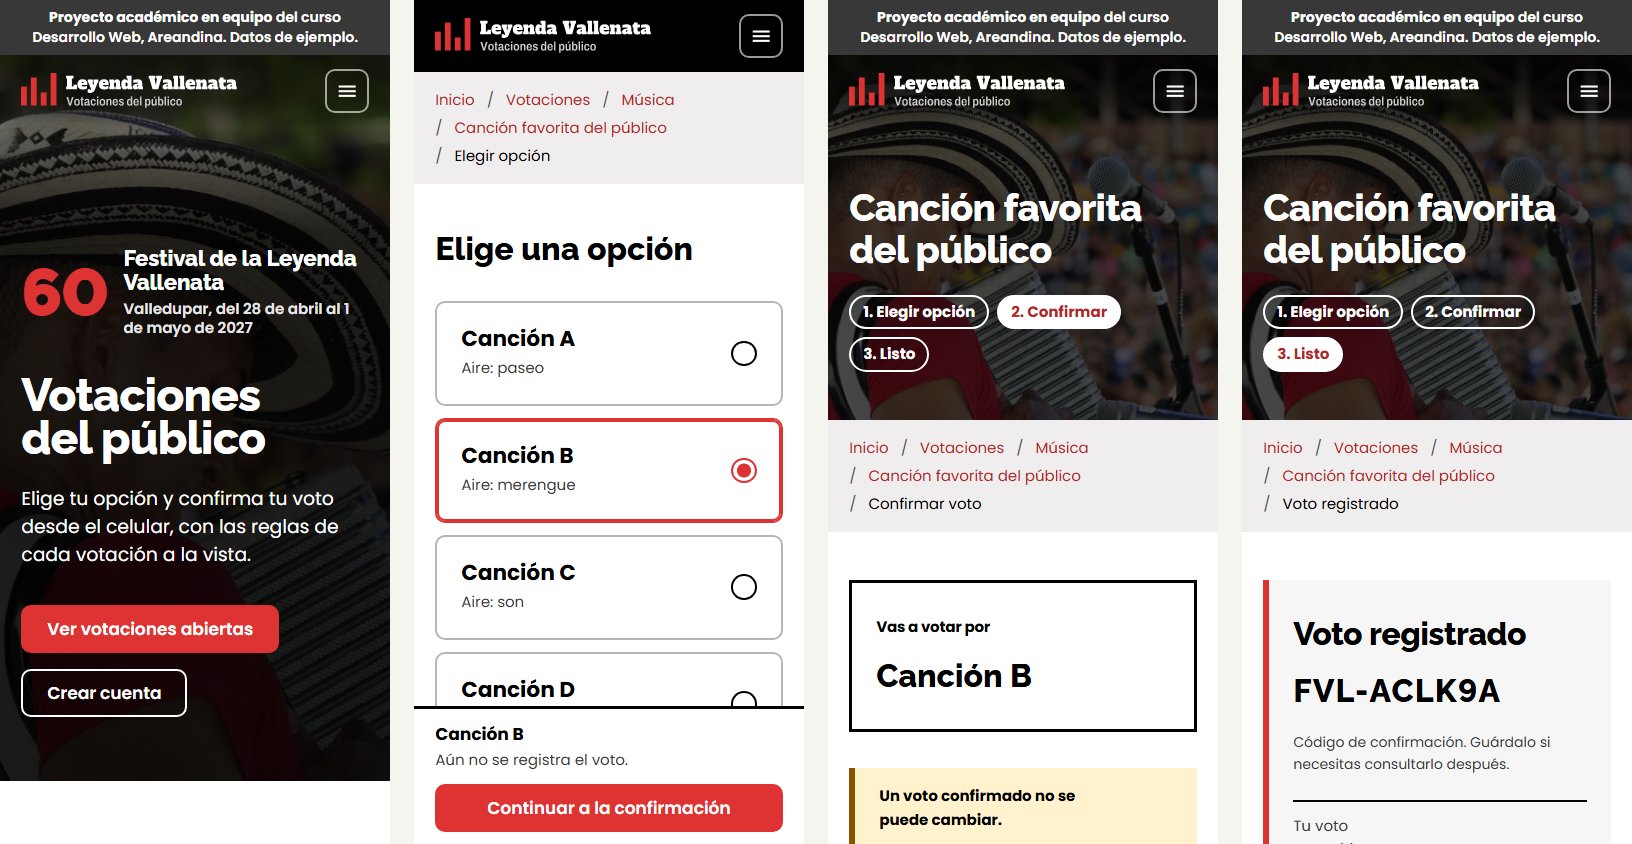 Proyecto académico en equipo del curso
Desarrollo Web, Areandina. Datos de ejemplo.
Leyenda Vallenata
Votaciones del público
60
Festival de la Leyenda
Vallenata
Valledupar, del 28 de abril al 1
de mayo de 2027
Votaciones
del público
Elige tu opción y confirma tu voto
desde el celular, con las reglas de
cada votación a la vista.
Ver votaciones abiertas
Crear cuenta
Leyenda Vallenata
Votaciones del público
Inicio / Votaciones / Música
/ Canción favorita del público
/ Elegir opción
Elige una opción
Canción A
Aire: paseo
Canción B
Aire: merengue
Canción C
Aire: son
Canción D
Canción B
Aún no se registra el voto.
Continuar a la confirmación
Proyecto académico en equipo del curso
Desarrollo Web, Areandina. Datos de ejemplo.
Leyenda Vallenata
Votaciones del público
Canción favorita
del público
1. Elegir opción
2. Confirmar
3. Listo
Inicio / Votaciones / Música
/ Canción favorita del público
/ Confirmar voto
Vas a votar por
Canción B
Un voto confirmado no se
puede cambiar.
Proyecto académico en equipo del curso
Desarrollo Web, Areandina. Datos de ejemplo.
Leyenda Vallenata
Votaciones del público
Canción favorita
del público
1. Elegir opción
2. Confirmar
3. Listo
Inicio / Votaciones / Música
/ Canción favorita del público
/ Voto registrado
Voto registrado
FVL-ACLK9A
Código de confirmación. Guárdalo si
necesitas consultarlo después.
Tu voto